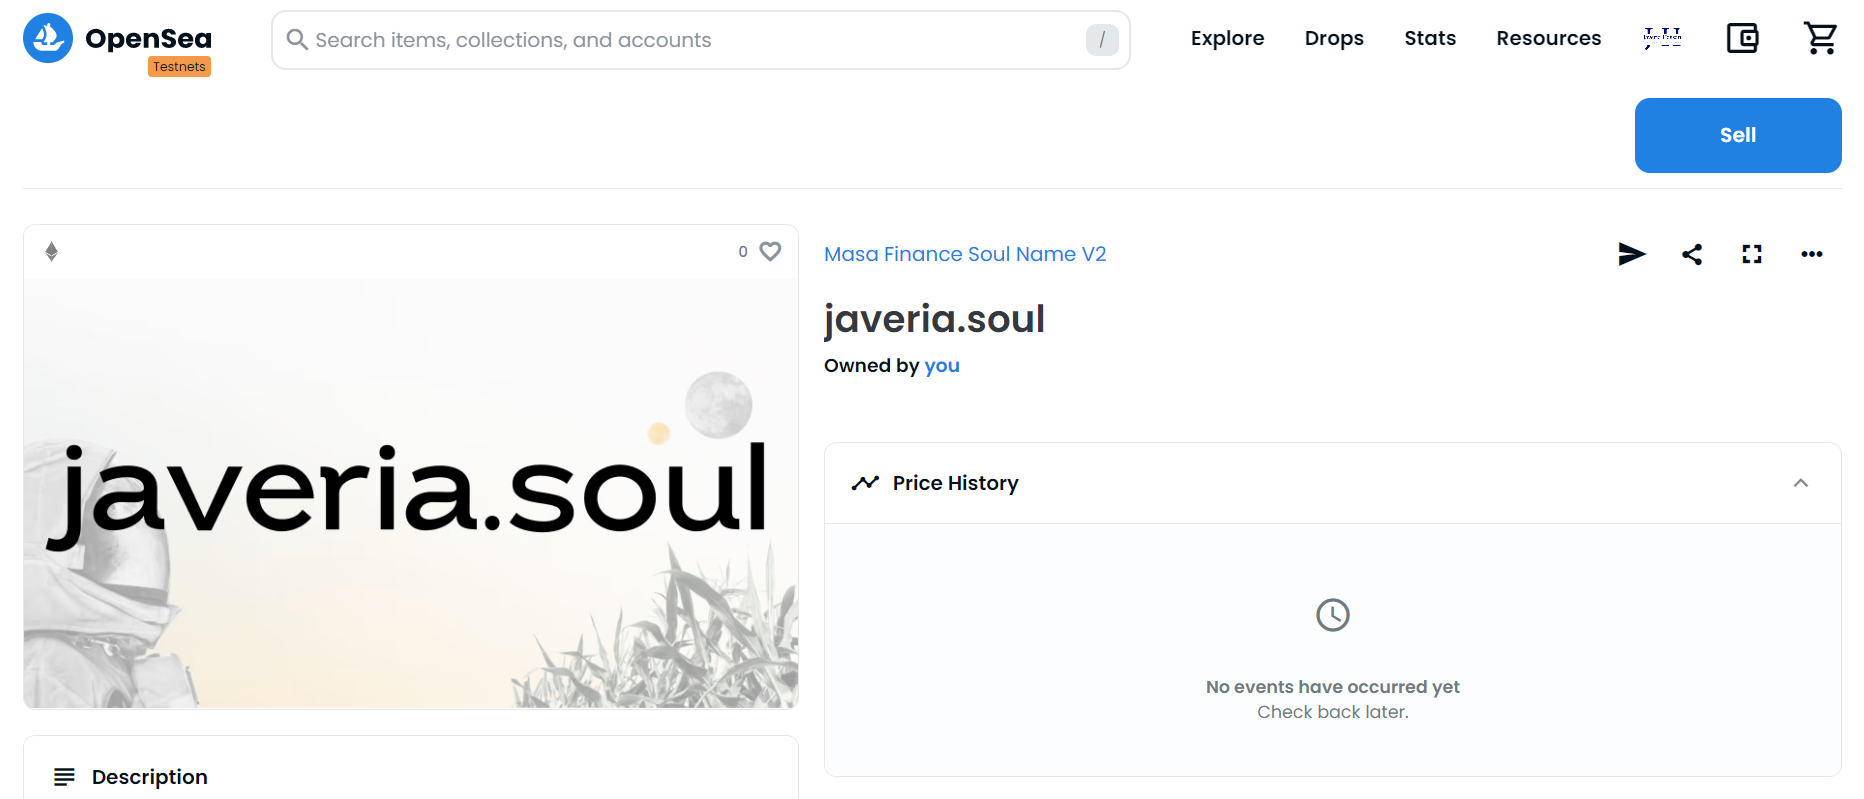 OpenSea
Testnets
Search items, collections, and accounts
/
Explore
Drops
Stats
Resources
Sell
0
javeria.soul
Description
Masa Finance Soul Name V2
javeria.soul
Owned by you
Price History
No events have occurred yet
Check back later.